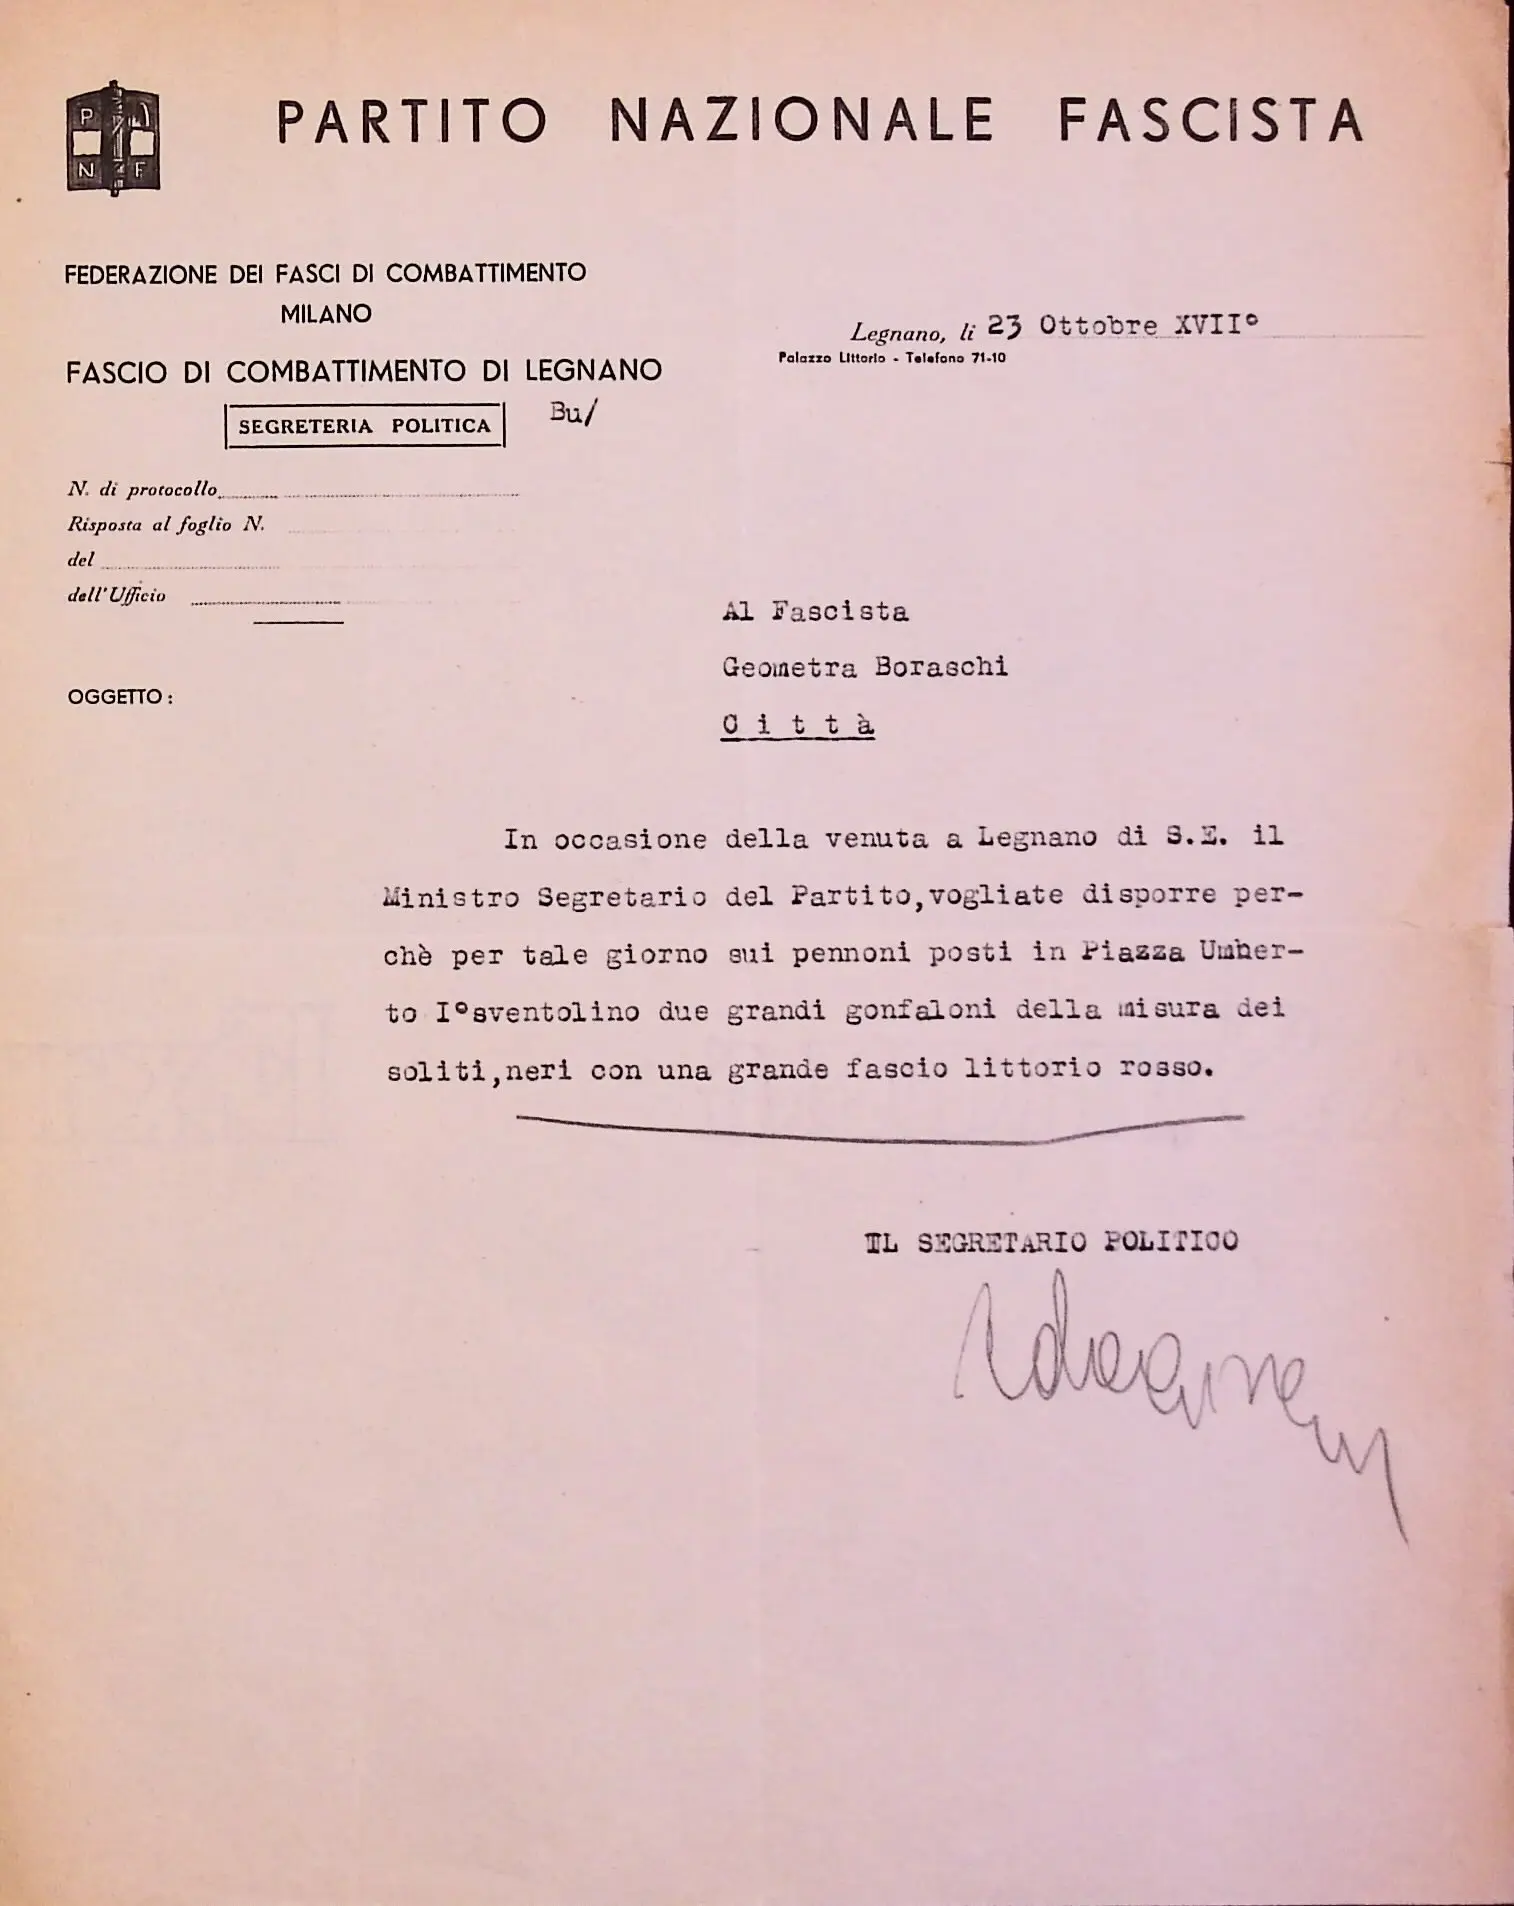 P N F
PARTITO NAZIONALE FASCISTA
FEDERAZIONE DEI FASCI DI COMBATTIMENTO
MILANO
FASCIO DI COMBATTIMENTO DI LEGNANO
SEGRETERIA POLITICA Bu/
Legnano, li 23 Ottobre XVII°
Palazzo Littorio - Telefono 71-10
N. di protocollo
Risposta al foglio N.
del
dell'Ufficio
OGGETTO:
Al Fascista
Geometra Boraschi
C i t t à
In occasione della venuta a Legnano di S.E. il
Ministro Segretario del Partito,vogliate disporre per-
chè per tale giorno sui pennoni posti in Piazza Umber-
to I°sventolino due grandi gonfaloni della misura dei
soliti,neri con una grande fascio littorio rosso.
IL SEGRETARIO POLITICO